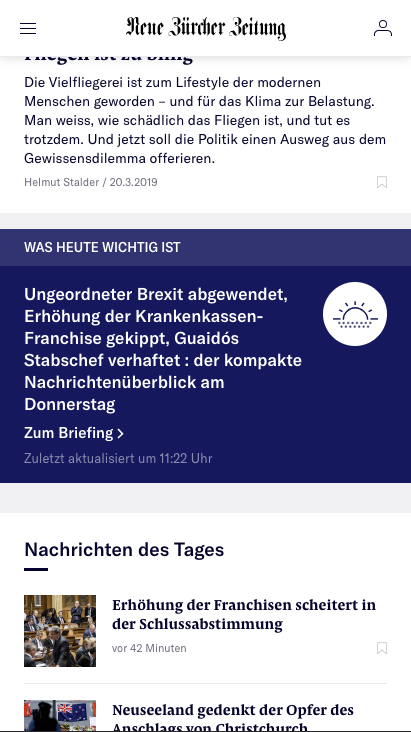 Neue Zürcher Zeitung
Fliegen ist zu billig
Die Vielfliegerei ist zum Lifestyle der modernen
Menschen geworden – und für das Klima zur Belastung.
Man weiss, wie schädlich das Fliegen ist, und tut es
trotzdem. Und jetzt soll die Politik einen Ausweg aus dem
Gewissensdilemma offerieren.
Helmut Stalder / 20.3.2019
WAS HEUTE WICHTIG IST
Ungeordneter Brexit abgewendet,
Erhöhung der Krankenkassen-
Franchise gekippt, Guaidós
Stabschef verhaftet : der kompakte
Nachrichtenüberblick am
Donnerstag
Zum Briefing
Zuletzt aktualisiert um 11:22 Uhr
Nachrichten des Tages
Erhöhung der Franchisen scheitert in
der Schlussabstimmung
vor 42 Minuten
Neuseeland gedenkt der Opfer des
Anschlags von Christchurch